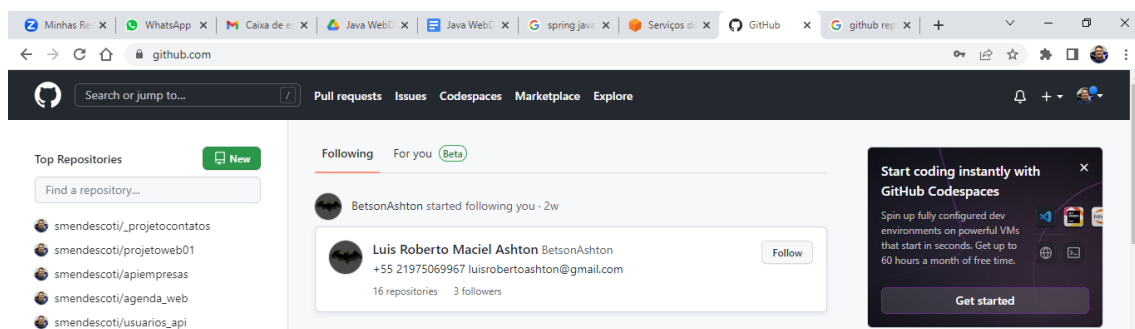 Minhas Re WhatsApp Caixa de e Java WebD Java WebD spring java Serviços de GitHub github rep
github.com
Search or jump to... / Pull requests Issues Codespaces Marketplace Explore
Top Repositories New
Find a repository...
smendescoti/_projetocontatos
smendescoti/projetoweb01
smendescoti/apiempresas
smendescoti/agenda_web
smendescoti/usuarios_api
Following For you Beta
BetsonAshton started following you · 2w
Luis Roberto Maciel Ashton BetsonAshton
+55 21975069967 luisrobertoashton@gmail.com
16 repositories 3 followers
Follow
Start coding instantly with
GitHub Codespaces
Spin up fully configured dev
environments on powerful VMs
that start in seconds. Get up to
60 hours a month of free time.
Get started